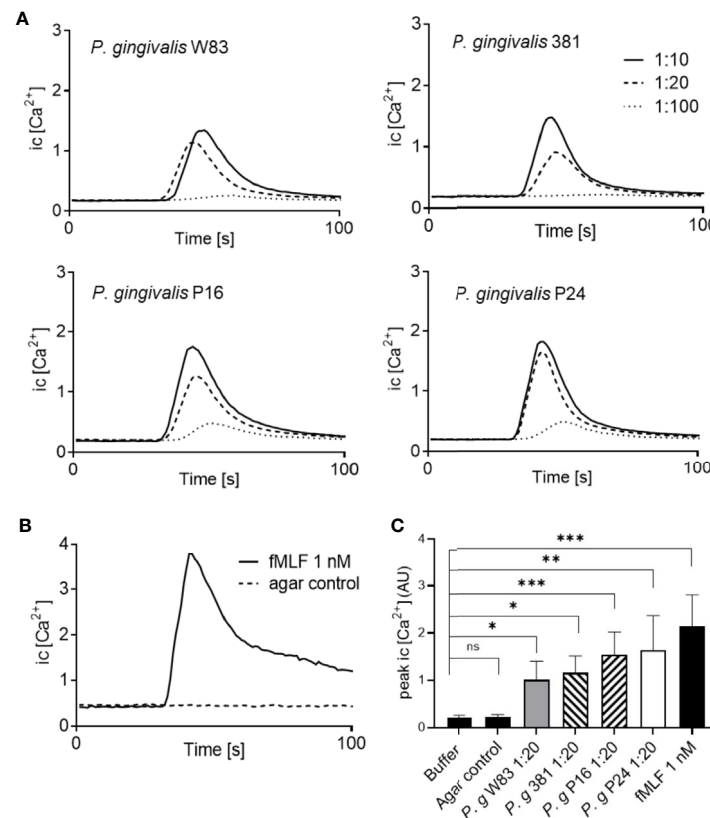 A
P. gingivalis W83
ic [Ca2+]
3
2
1
0
0
100
Time [s]
P. gingivalis 381
1:10
1:20
1:100
ic [Ca2+]
3
2
1
0
0
100
Time [s]
P. gingivalis P16
ic [Ca2+]
3
2
1
0
0
100
Time [s]
P. gingivalis P24
ic [Ca2+]
3
2
1
0
0
100
Time [s]
B
fMLF 1 nM
agar control
ic [Ca2+]
4
3
2
1
0
0
100
Time [s]
C
peak ic [Ca2+] (AU)
4
3
2
1
0
***
**
***
*
*
ns
Buffer
Agar control
P. g W83 1:20
P. g 381 1:20
P. g P16 1:20
P. g P24 1:20
fMLF 1 nM